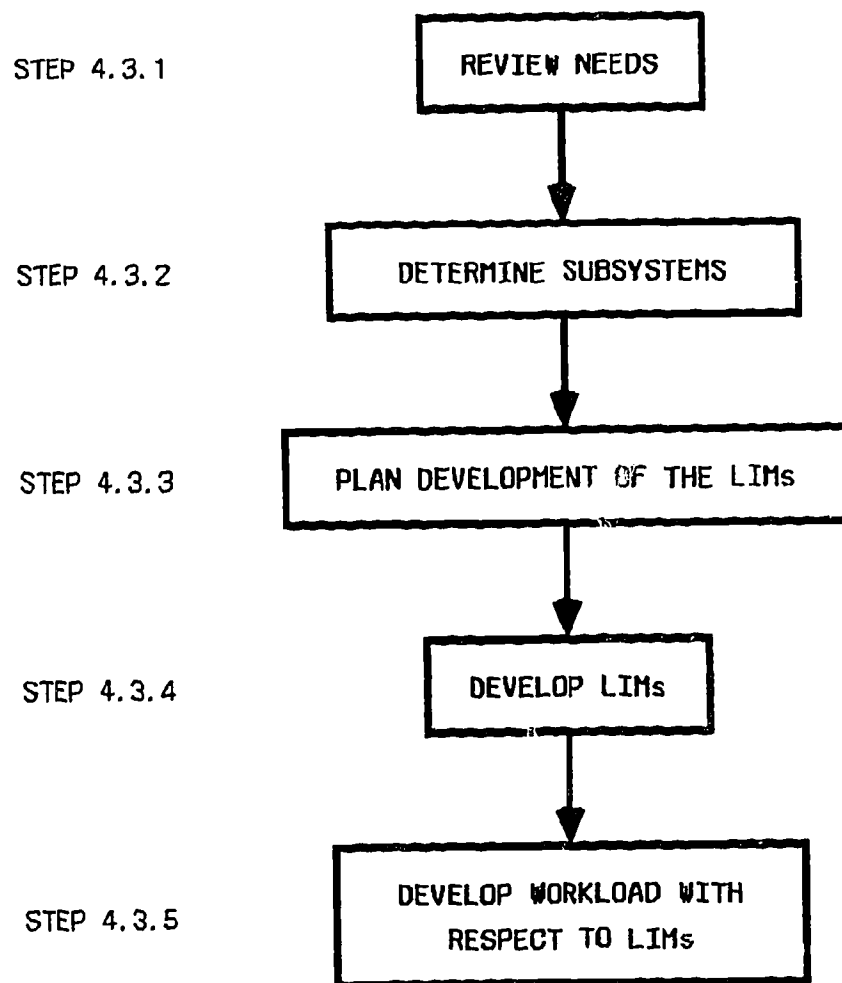 STEP 4.3.1
REVIEW NEEDS
STEP 4.3.2
DETERMINE SUBSYSTEMS
STEP 4.3.3
PLAN DEVELOPMENT OF THE LIMs
STEP 4.3.4
DEVELOP LIMs
STEP 4.3.5
DEVELOP WORKLOAD WITH
RESPECT TO LIMs